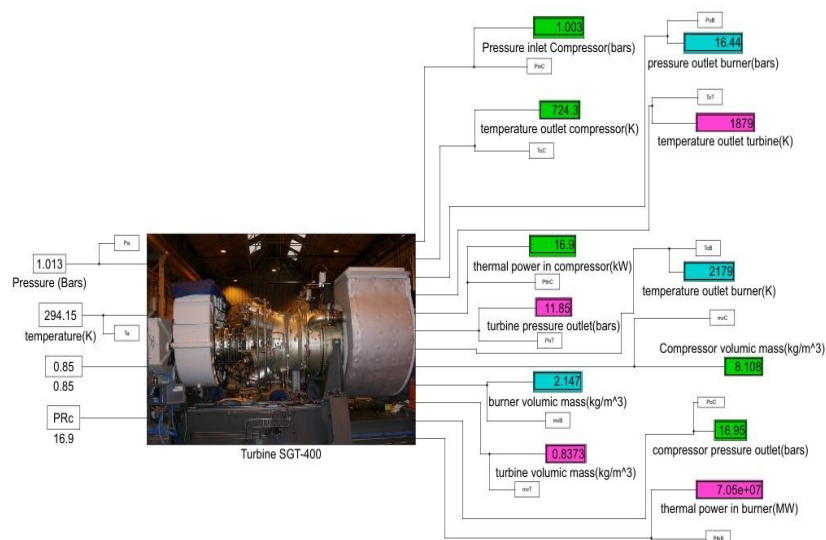 1.003
Pressure inlet Compressor(bars)
PinC
PoB
16.44
pressure outlet burner(bars)
724.3
temperature outlet compressor(K)
ToC
ToT
1879
temperature outlet turbine(K)
Pa
1.013
Pressure (Bars)
294.15
temperature(K)
Ta
0.85
0.85
PRc
16.9
Turbine SGT-400
16.9
thermal power in compressor(kW)
PthC
11.85
turbine pressure outlet(bars)
PoT
2.147
burner volumic mass(kg/m^3)
mvB
0.8373
turbine volumic mass(kg/m^3)
mvT
ToB
2179
temperature outlet burner(K)
mvC
Compressor volumic mass(kg/m^3)
8.108
PoC
16.95
compressor pressure outlet(bars)
7.05e+07
thermal power in burner(MW)
PthB